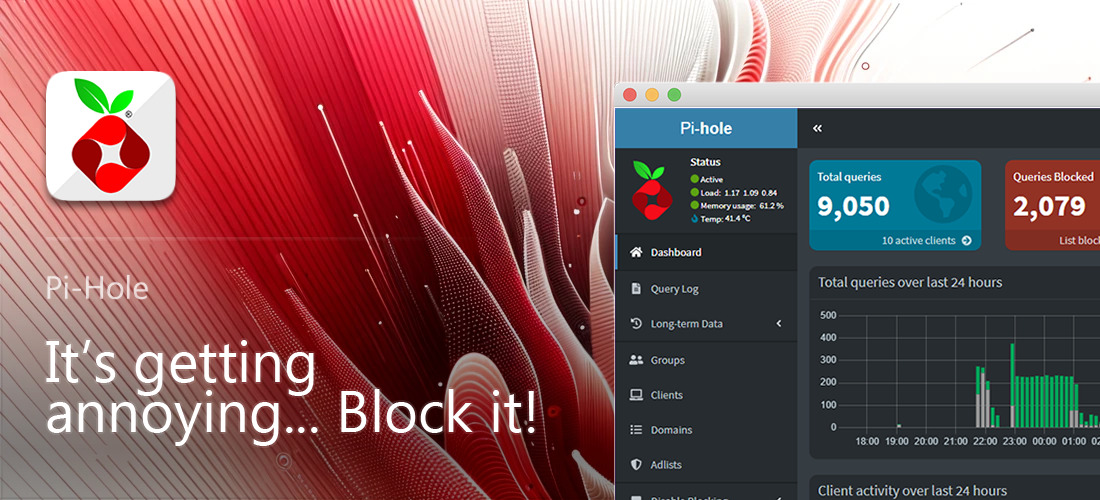 ®
Pi-Hole
It's getting
annoying... Block it!
Pi-hole
«
Status
Active
Load: 1.17 1.09 0.84
Memory usage: 61.2 %
Temp: 41.4 °C
Dashboard
Query Log
Long-term Data
Groups
Clients
Domains
Adlists
Total queries
9,050
10 active clients
Queries Blocked
2,079
Total queries over last 24 hours
500
400
300
200
100
0
18:00 19:00 20:00 21:00 22:00 23:00 00:00 01:00
Client activity over last 24 hours